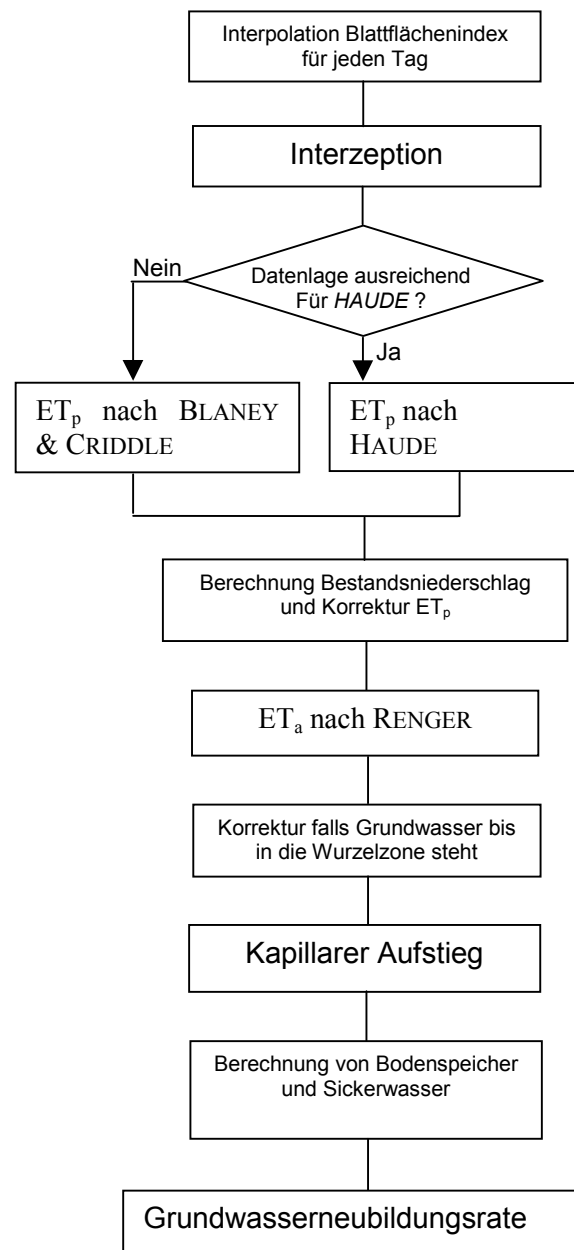 Interpolation Blattflächenindex
für jeden Tag
Interzeption
Nein
Datenlage ausreichend
Für HAUDE ?
Ja
ETp nach BLANEY
& CRIDDLE
ETp nach
HAUDE
Berechnung Bestandsniederschlag
und Korrektur ETp
ETa nach RENGER
Korrektur falls Grundwasser bis
in die Wurzelzone steht
Kapillarer Aufstieg
Berechnung von Bodenspeicher
und Sickerwasser
Grundwasserneubildungsrate